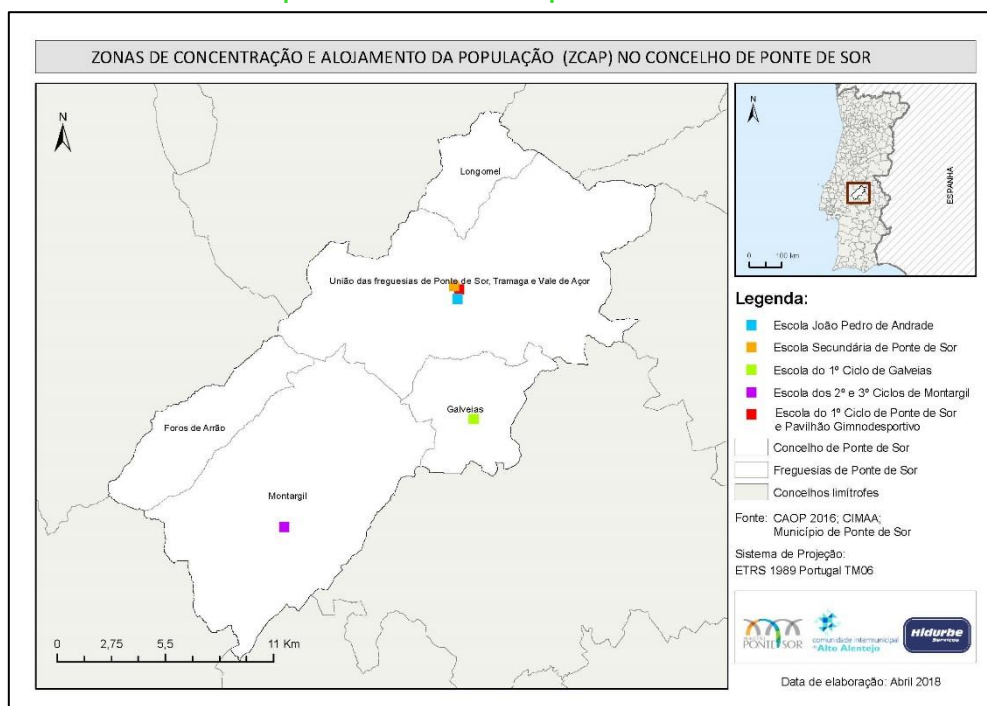 ZONAS DE CONCENTRAÇÃO E ALOJAMENTO DA POPULAÇÃO (ZCAP) NO CONCELHO DE PONTE DE SOR
N
Longomel
União das freguesias de Ponte de Sor, Tramaga e Vale de Açor
Galveias
Foros de Arrão
Montargil
0 2,75 5,5 11 Km
N
ESPANHA
0 100 km
Legenda:
Escola João Pedro de Andrade
Escola Secundária de Ponte de Sor
Escola do 1º Ciclo de Galveias
Escola dos 2º e 3º Ciclos de Montargil
Escola do 1º Ciclo de Ponte de Sor
e Pavilhão Gimnodesportivo
Concelho de Ponte de Sor
Freguesias de Ponte de Sor
Concelhos limítrofes
Fonte: CAOP 2016; CIMAA;
Município de Ponte de Sor
Sistema de Projeção:
ETRS 1989 Portugal TM06
PONTE SOR
comunidade intermunicipal
Alto Alentejo
Hidurbe
Serviços
Data de elaboração: Abril 2018